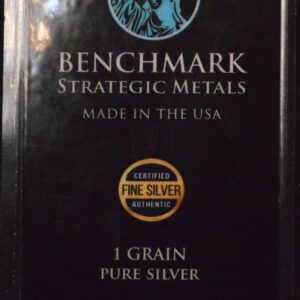 BENCHMARK
STRATEGIC METALS
MADE IN THE USA
CERTIFIED
FINE SILVER
AUTHENTIC
1 GRAIN
PURE SILVER